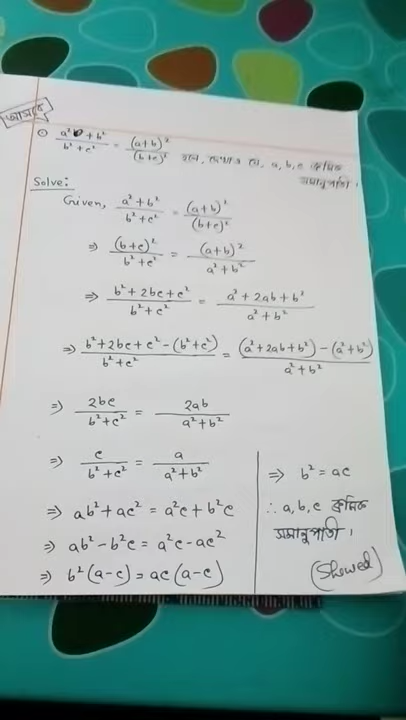 ① a² + b² / b² + c² = (a+b)² / (b+c)² হলে, দেখাও যে, a, b, c ক্রমিক
সমানুপাতী।
Solve:
Given, a² + b² / b² + c² = (a+b)² / (b+c)²
⇒ (b+c)² / b² + c² = (a+b)² / a² + b²
⇒ b² + 2bc + c² / b² + c² = a² + 2ab + b² / a² + b²
⇒ b² + 2bc + c² - (b² + c²) / b² + c² = (a² + 2ab + b²) - (a² + b²) / a² + b²
⇒ 2bc / b² + c² = 2ab / a² + b²
⇒ c / b² + c² = a / a² + b²
⇒ ab² + ac² = a²c + b²c
⇒ ab² - b²c = a²c - ac²
⇒ b² (a-c) = ac (a-c)
⇒ b² = ac
∴ a, b, c ক্রমিক
সমানুপাতী।
(Showed)